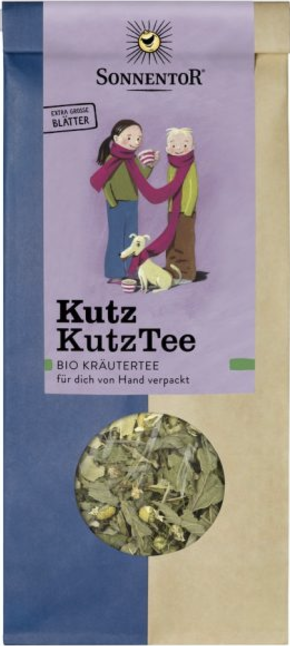 SONNENTOR®
EXTRA GROSSE
BLÄTTER
Kutz
KutzTee
BIO KRÄUTERTEE
für dich von Hand verpackt